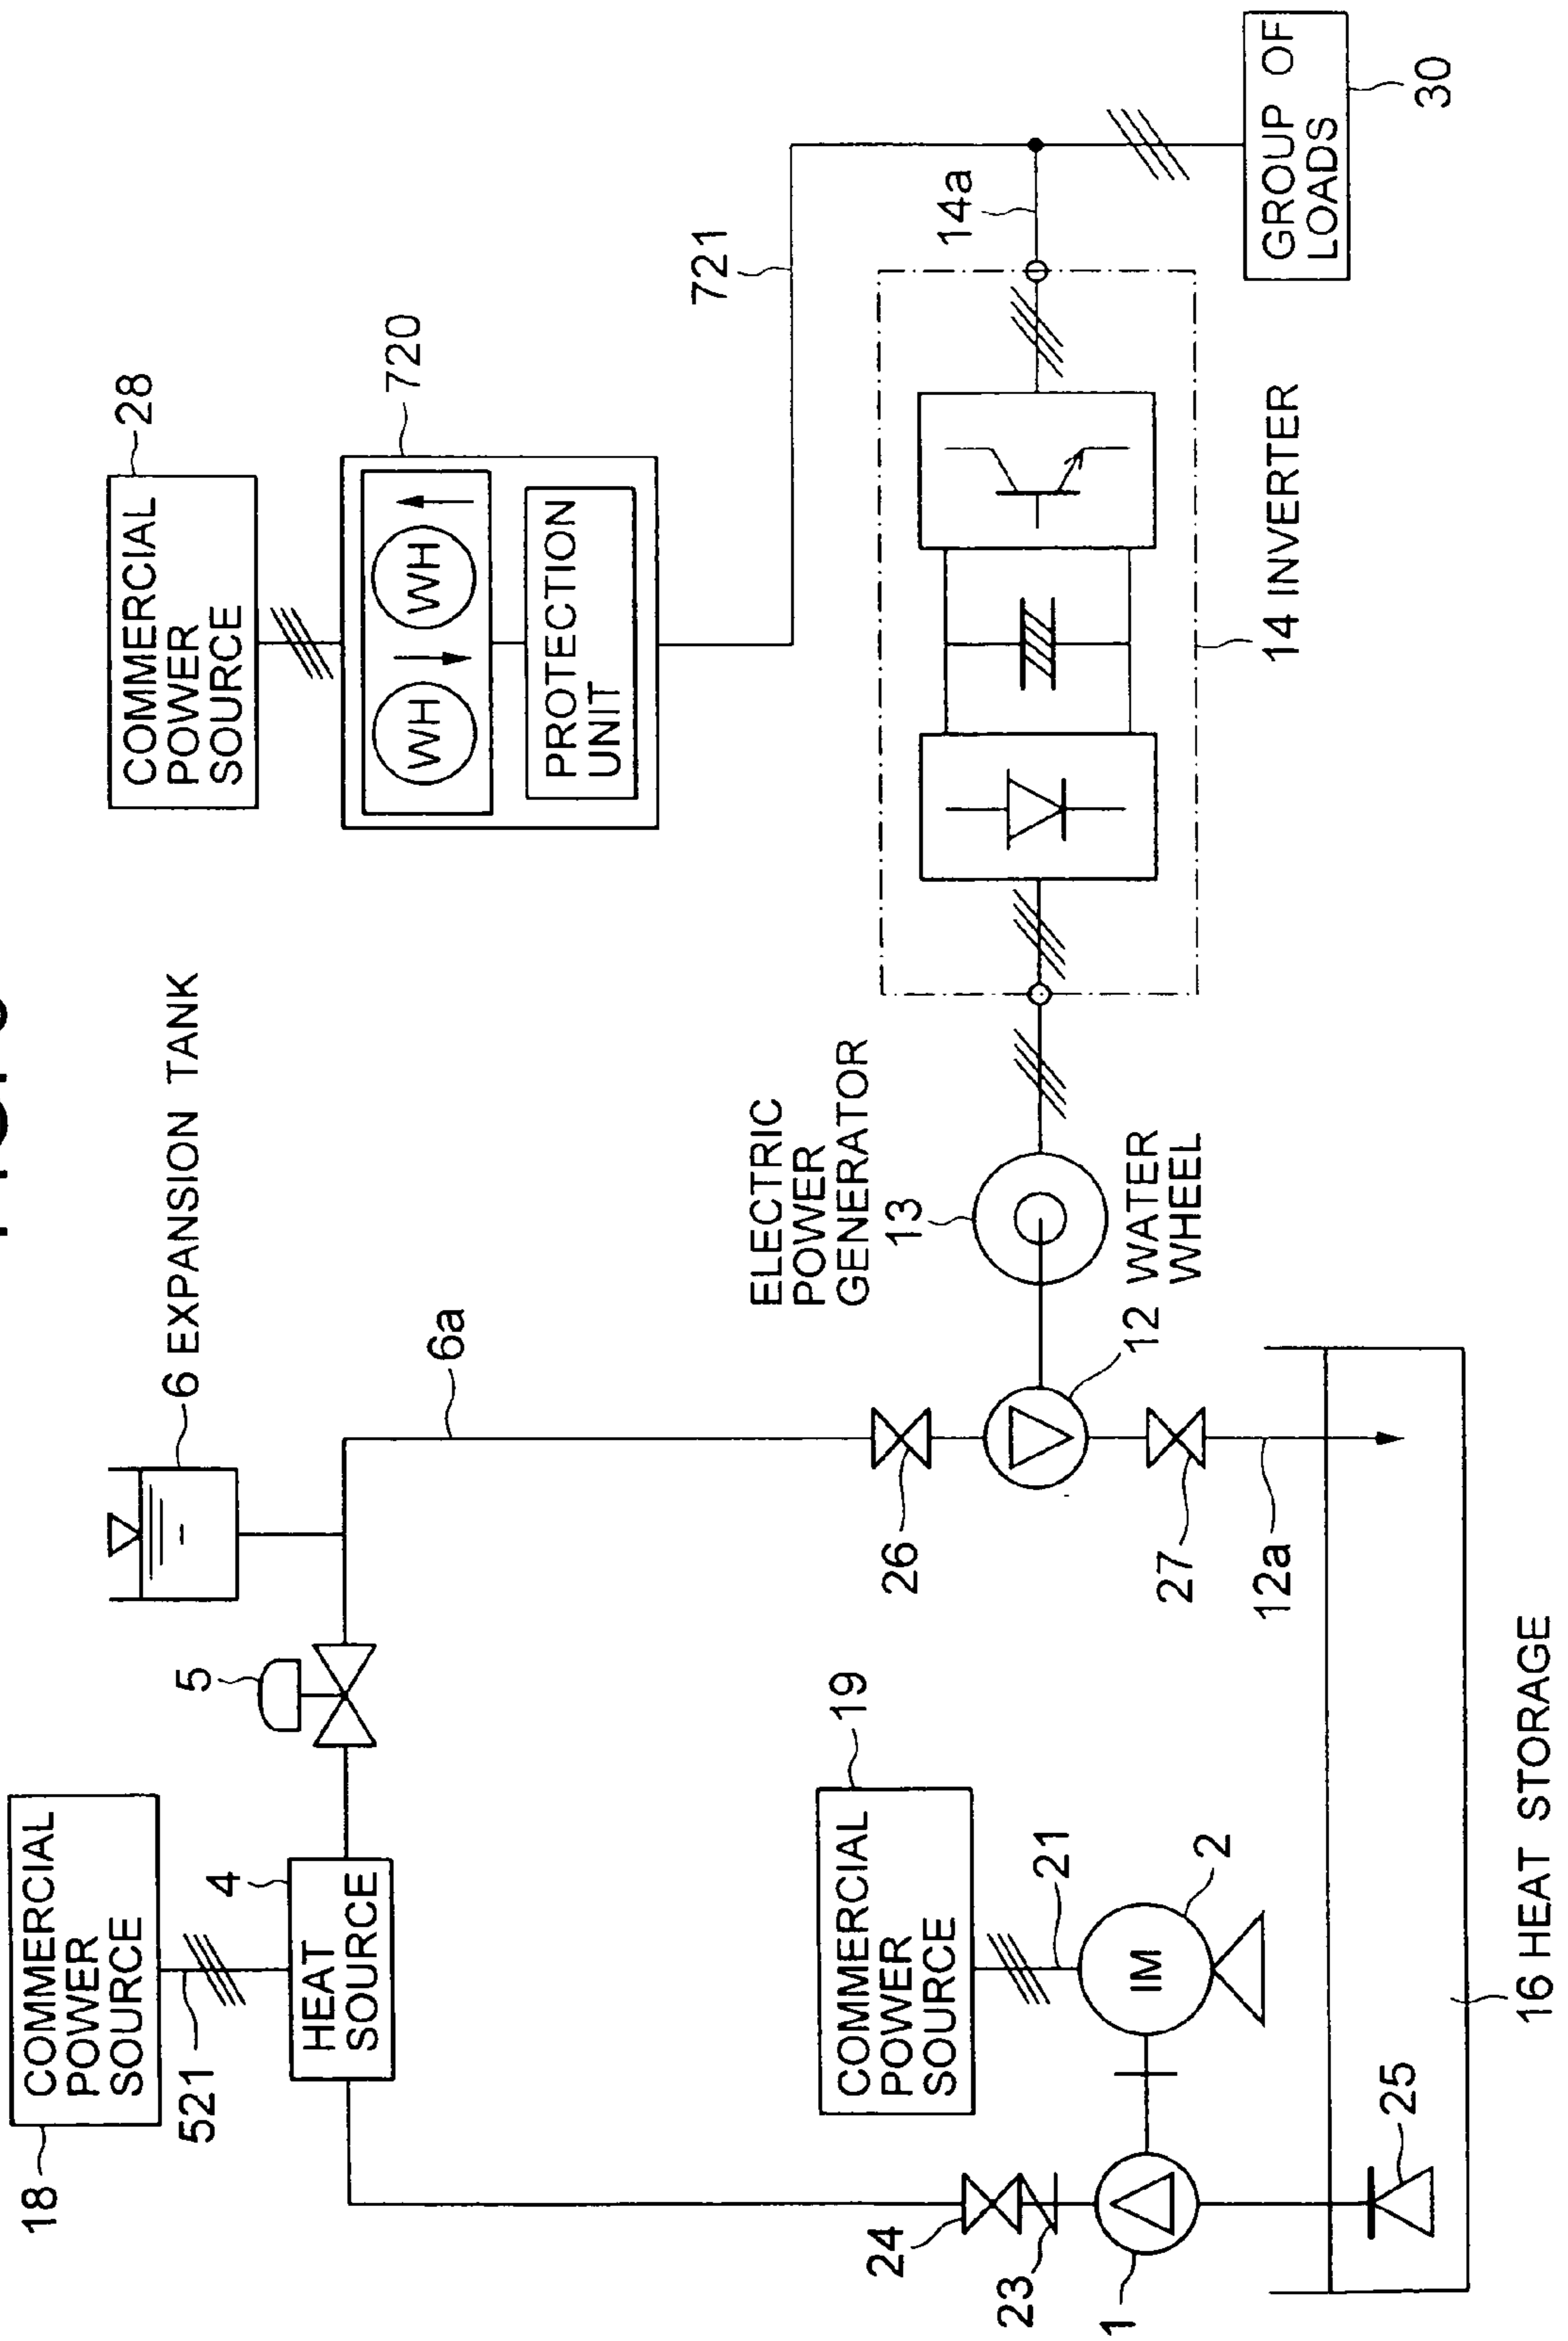 18
COMMERCIAL
POWER
SOURCE
521
4
HEAT
SOURCE
5
6 EXPANSION TANK
6a
28
COMMERCIAL
POWER
SOURCE
720
WH
WH
PROTECTION
UNIT
721
14a
COMMERCIAL
POWER
SOURCE
19
21
IM
2
24
23
1
25
26
27
12a
12 WATER
WHEEL
ELECTRIC
POWER
GENERATOR
13
14 INVERTER
GROUP OF
LOADS
30
16 HEAT STORAGE